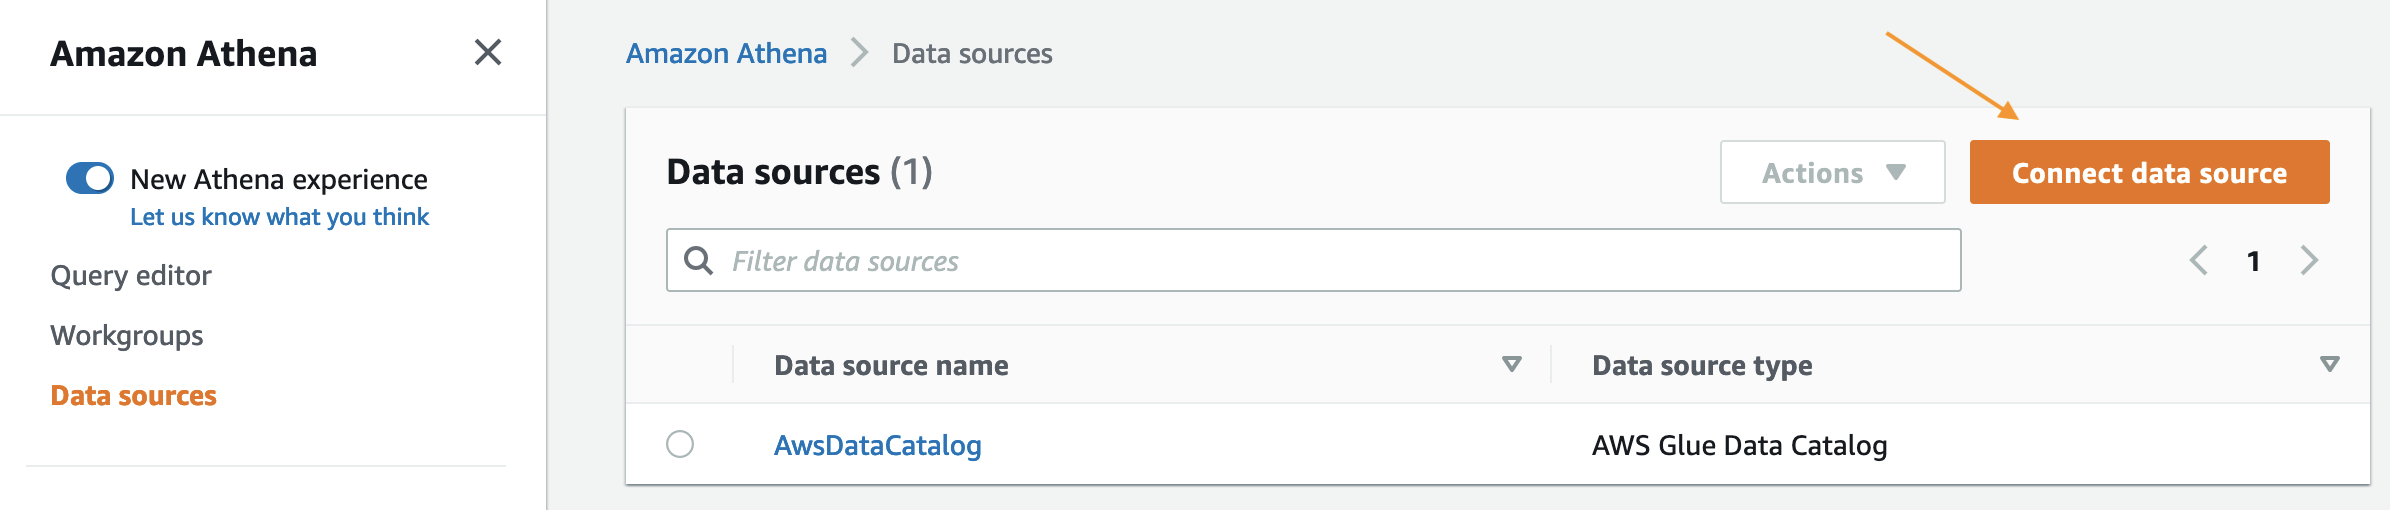 Amazon Athena
New Athena experience
Let us know what you think
Query editor
Workgroups
Data sources
Amazon Athena > Data sources
Data sources (1)
Actions
Connect data source
Filter data sources
1
Data source name
Data source type
AwsDataCatalog
AWS Glue Data Catalog